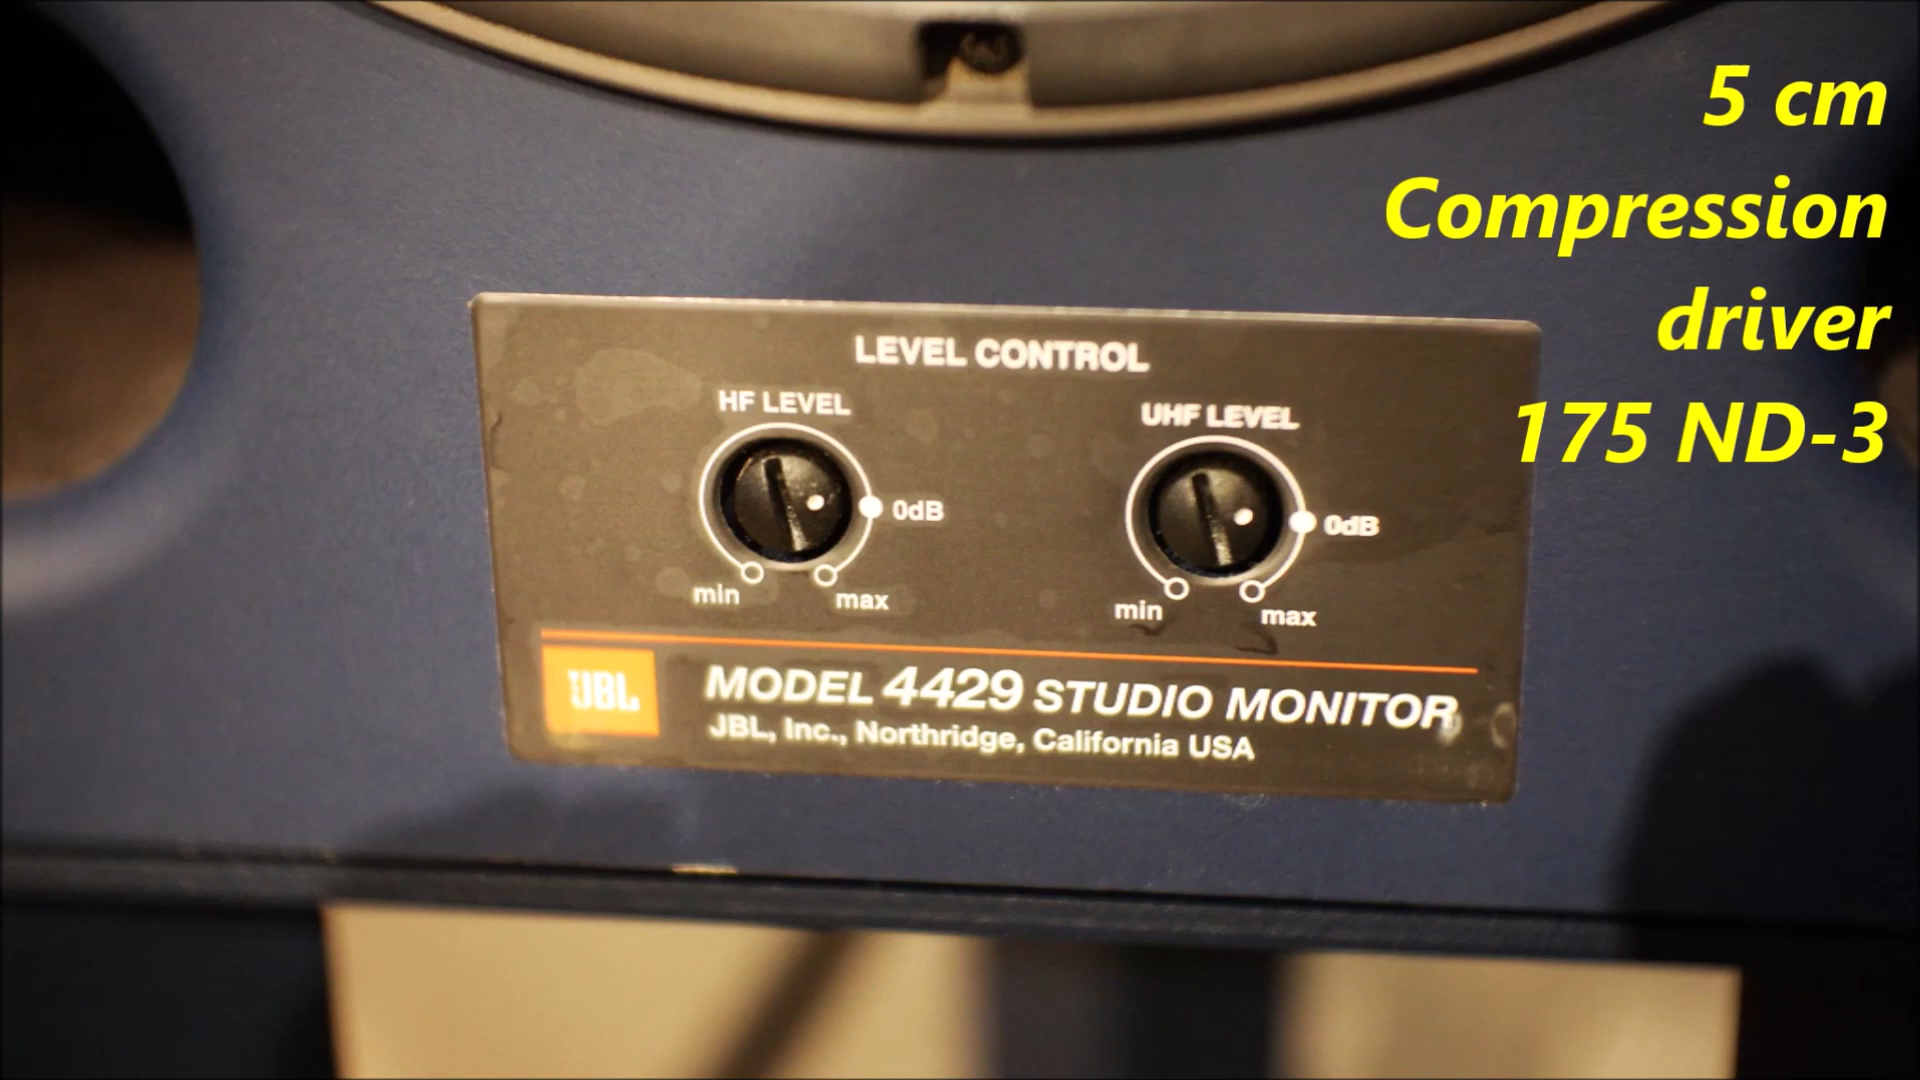 5 cm
Compression
driver
175 ND-3
LEVEL CONTROL
HF LEVEL
UHF LEVEL
0dB
0dB
min
max
min
max
JBL
MODEL 4429 STUDIO MONITOR
JBL, Inc., Northridge, California USA